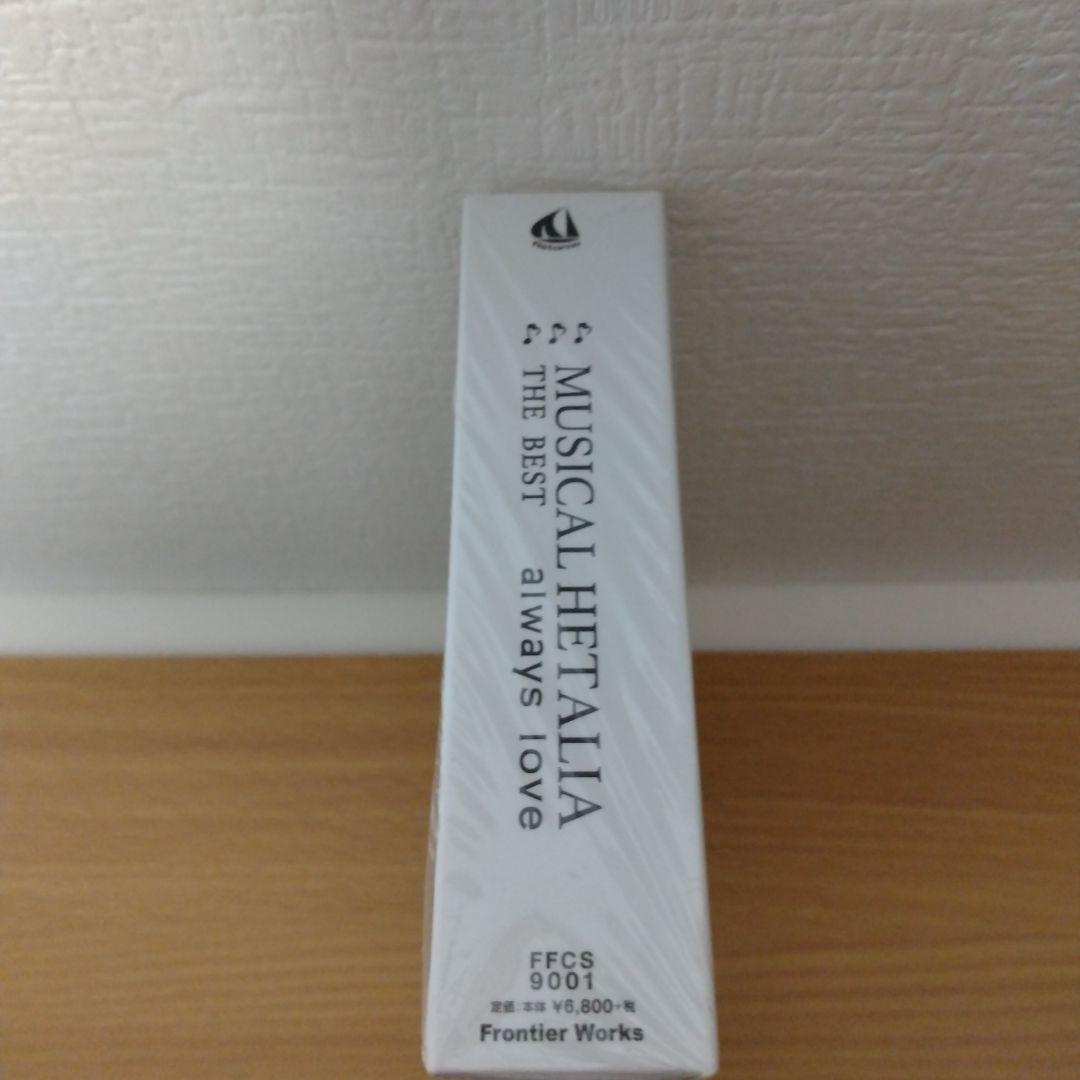 MUSICAL HETALIA
THE BEST always love
FFCS
9001
定価:本体 ¥6,800+税
Frontier Works